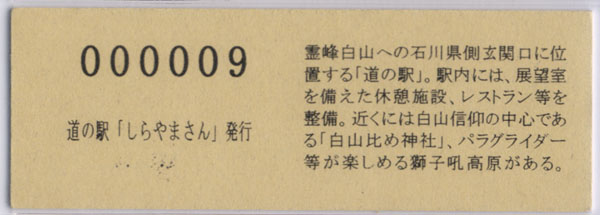 000009
道の駅「しらやまさん」発行
霊峰白山への石川県側玄関口に位
置する「道の駅」。駅内には、展望室
を備えた休憩施設、レストラン等を
整備。近くには白山信仰の中心であ
る「白山比め神社」、パラグライダー
等が楽しめる獅子吼高原がある。